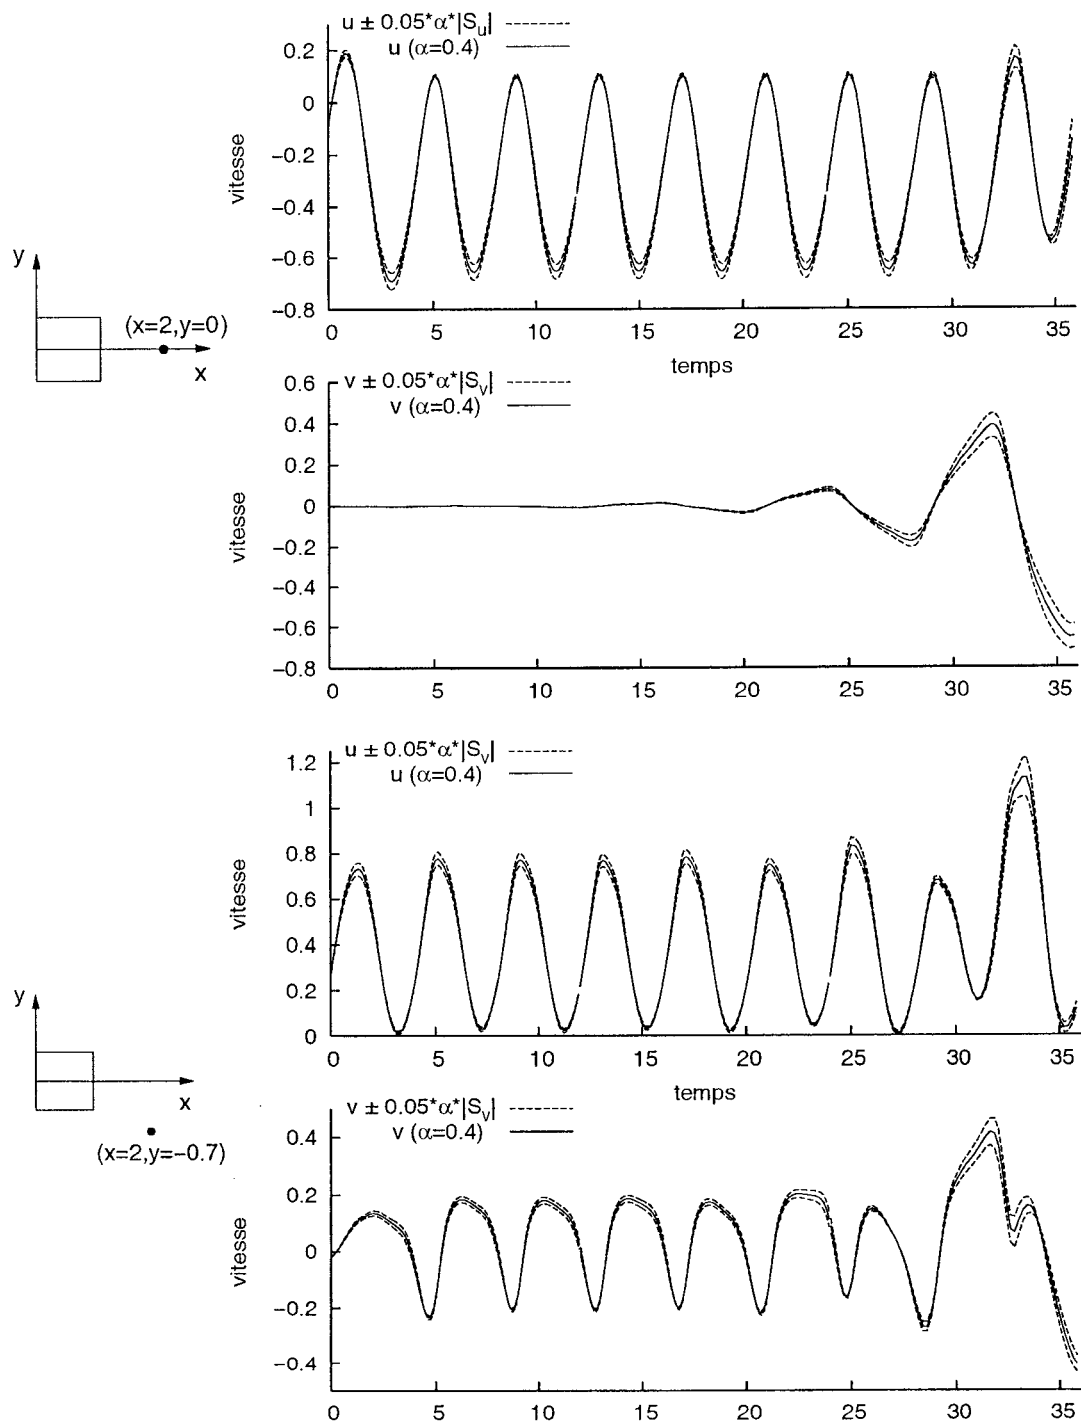 u ± 0.05*α*|S_u|
u (α=0.4)
0.2
0
−0.2
−0.4
−0.6
−0.8
vitesse
0 5 10 15 20 25 30 35
temps
y
(x=2,y=0)
x
v ± 0.05*α*|S_v|
v (α=0.4)
0.6
0.4
0.2
0
−0.2
−0.4
−0.6
−0.8
vitesse
0 5 10 15 20 25 30 35
u ± 0.05*α*|S_v|
u (α=0.4)
1.2
1
0.8
0.6
0.4
0.2
0
vitesse
0 5 10 15 20 25 30 35
temps
y
x
(x=2,y=−0.7)
v ± 0.05*α*|S_v|
v (α=0.4)
0.4
0.2
0
−0.2
−0.4
vitesse
0 5 10 15 20 25 30 35